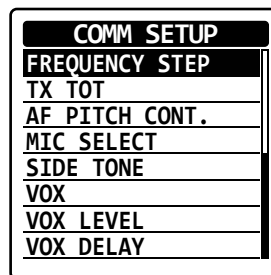 COMM SETUP
FREQUENCY STEP
TX TOT
AF PITCH CONT.
MIC SELECT
SIDE TONE
VOX
VOX LEVEL
VOX DELAY